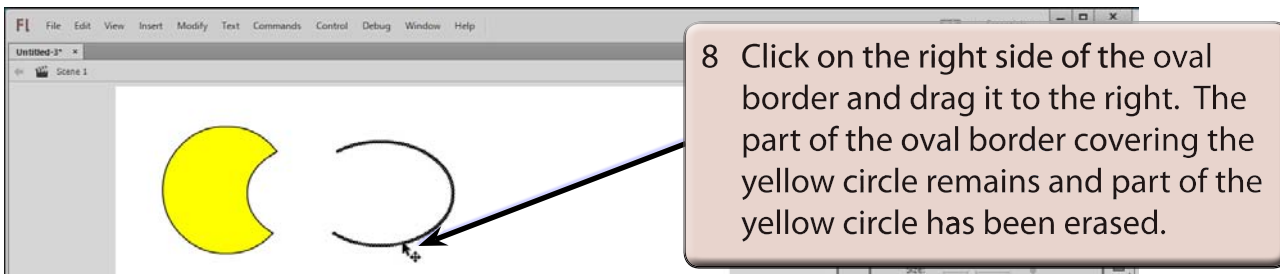 Fl File Edit View Insert Modify Text Commands Control Debug Window Help
Untitled-3* ×
Scene 1
8 Click on the right side of the oval
border and drag it to the right. The
part of the oval border covering the
yellow circle remains and part of the
yellow circle has been erased.